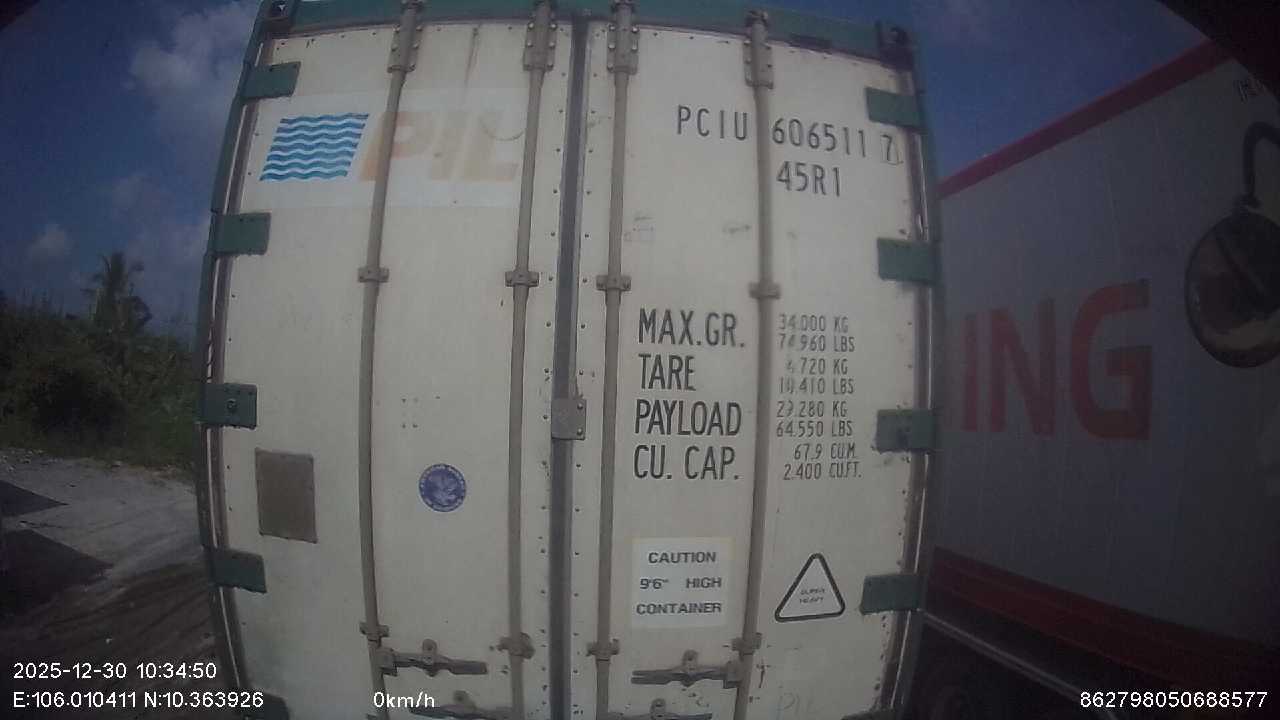 PIL
PCIU 606511 7
45R1
MAX.GR. 34.000 KG
74.960 LBS
TARE 4.720 KG
10.410 LBS
PAYLOAD 29.280 KG
64.550 LBS
CU. CAP. 67.9 CU.M.
2.400 CU.FT.
ING
CAUTION
9'6" HIGH
CONTAINER
SUPER
HEAVY
2025-12-30 10:34:50
E:106.010411 N:10.363926 0km/h 862798050688577